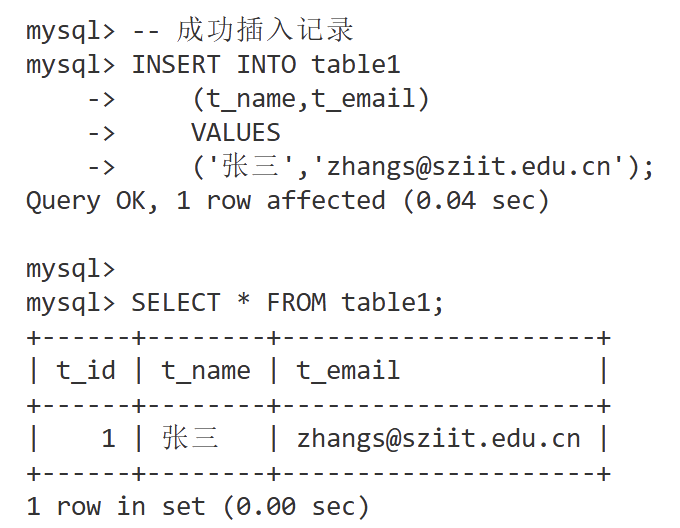 mysql> -- 成功插入记录
mysql> INSERT INTO table1
    ->     (t_name,t_email)
    ->     VALUES
    ->     ('张三','zhangs@sziit.edu.cn');
Query OK, 1 row affected (0.04 sec)

mysql>
mysql> SELECT * FROM table1;
+------+--------+---------------------+
| t_id | t_name | t_email             |
+------+--------+---------------------+
|    1 | 张三   | zhangs@sziit.edu.cn |
+------+--------+---------------------+
1 row in set (0.00 sec)